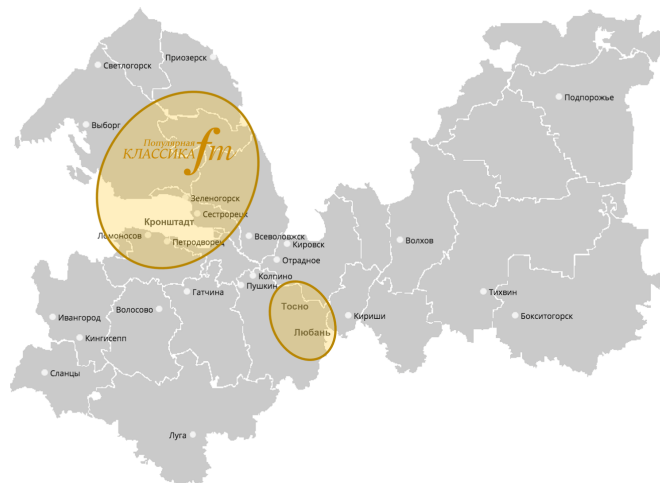 Приозерск
Светлогорск
Подпорожье
Выборг
Популярная
КЛАССИКА fm
Зеленогорск
Сестрорецк
Кронштадт
Ломоносов
Всеволожск
Петродворец
Кировск
Волхов
Отрадное
Колпино
Пушкин
Гатчина
Тихвин
Тосно
Волосово
Ивангород
Кириши
Бокситогорск
Любань
Кингисепп
Сланцы
Луга